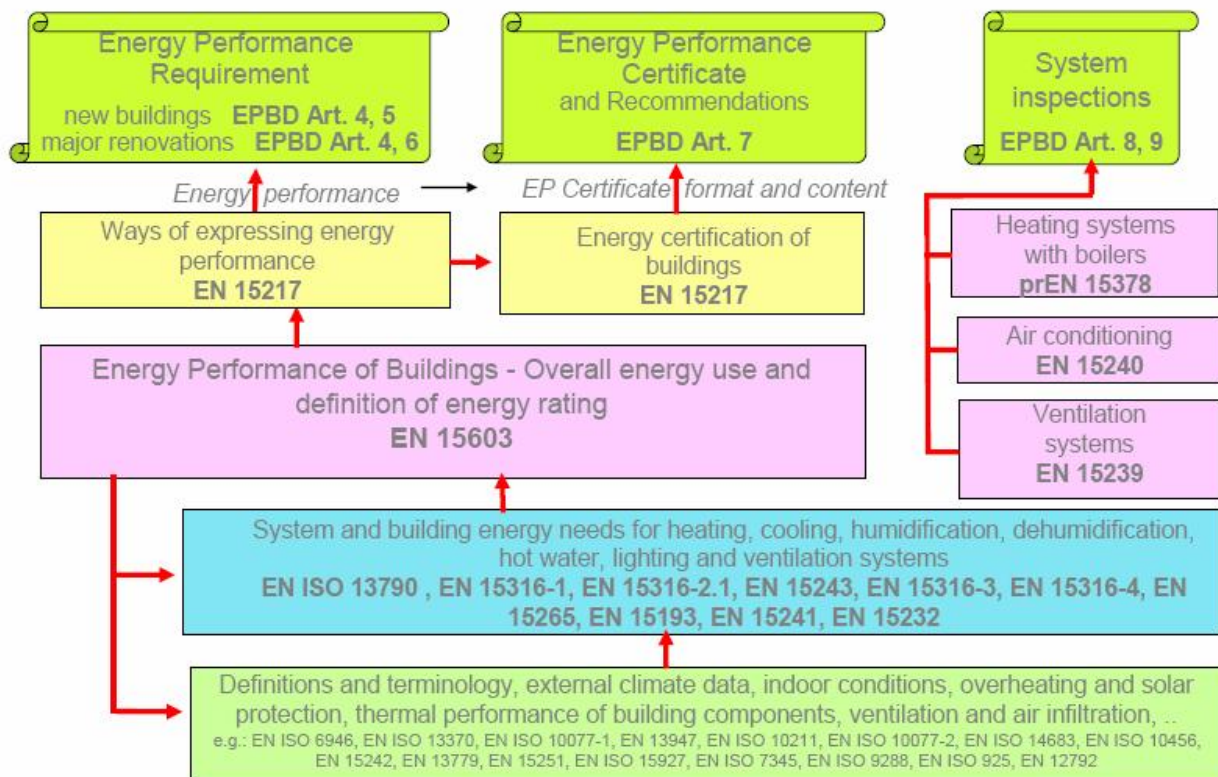 Energy Performance
Requirement
new buildings EPBD Art. 4, 5
major renovations EPBD Art. 4, 6
Energy Performance
Certificate
and Recommendations
EPBD Art. 7
System
inspections
EPBD Art. 8, 9
Energy performance
EP Certificate format and content
Ways of expressing energy
performance
EN 15217
Energy certification of
buildings
EN 15217
Heating systems
with boilers
prEN 15378
Air conditioning
EN 15240
Ventilation
systems
EN 15239
Energy Performance of Buildings - Overall energy use and
definition of energy rating
EN 15603
System and building energy needs for heating, cooling, humidification, dehumidification,
hot water, lighting and ventilation systems
EN ISO 13790 , EN 15316-1, EN 15316-2.1, EN 15243, EN 15316-3, EN 15316-4, EN
15265, EN 15193, EN 15241, EN 15232
Definitions and terminology, external climate data, indoor conditions, overheating and solar
protection, thermal performance of building components, ventilation and air infiltration, ..
e.g.: EN ISO 6946, EN ISO 13370, EN ISO 10077-1, EN 13947, EN ISO 10211, EN ISO 10077-2, EN ISO 14683, EN ISO 10456,
EN 15242, EN 13779, EN 15251, EN ISO 15927, EN ISO 7345, EN ISO 9288, EN ISO 925, EN 12792